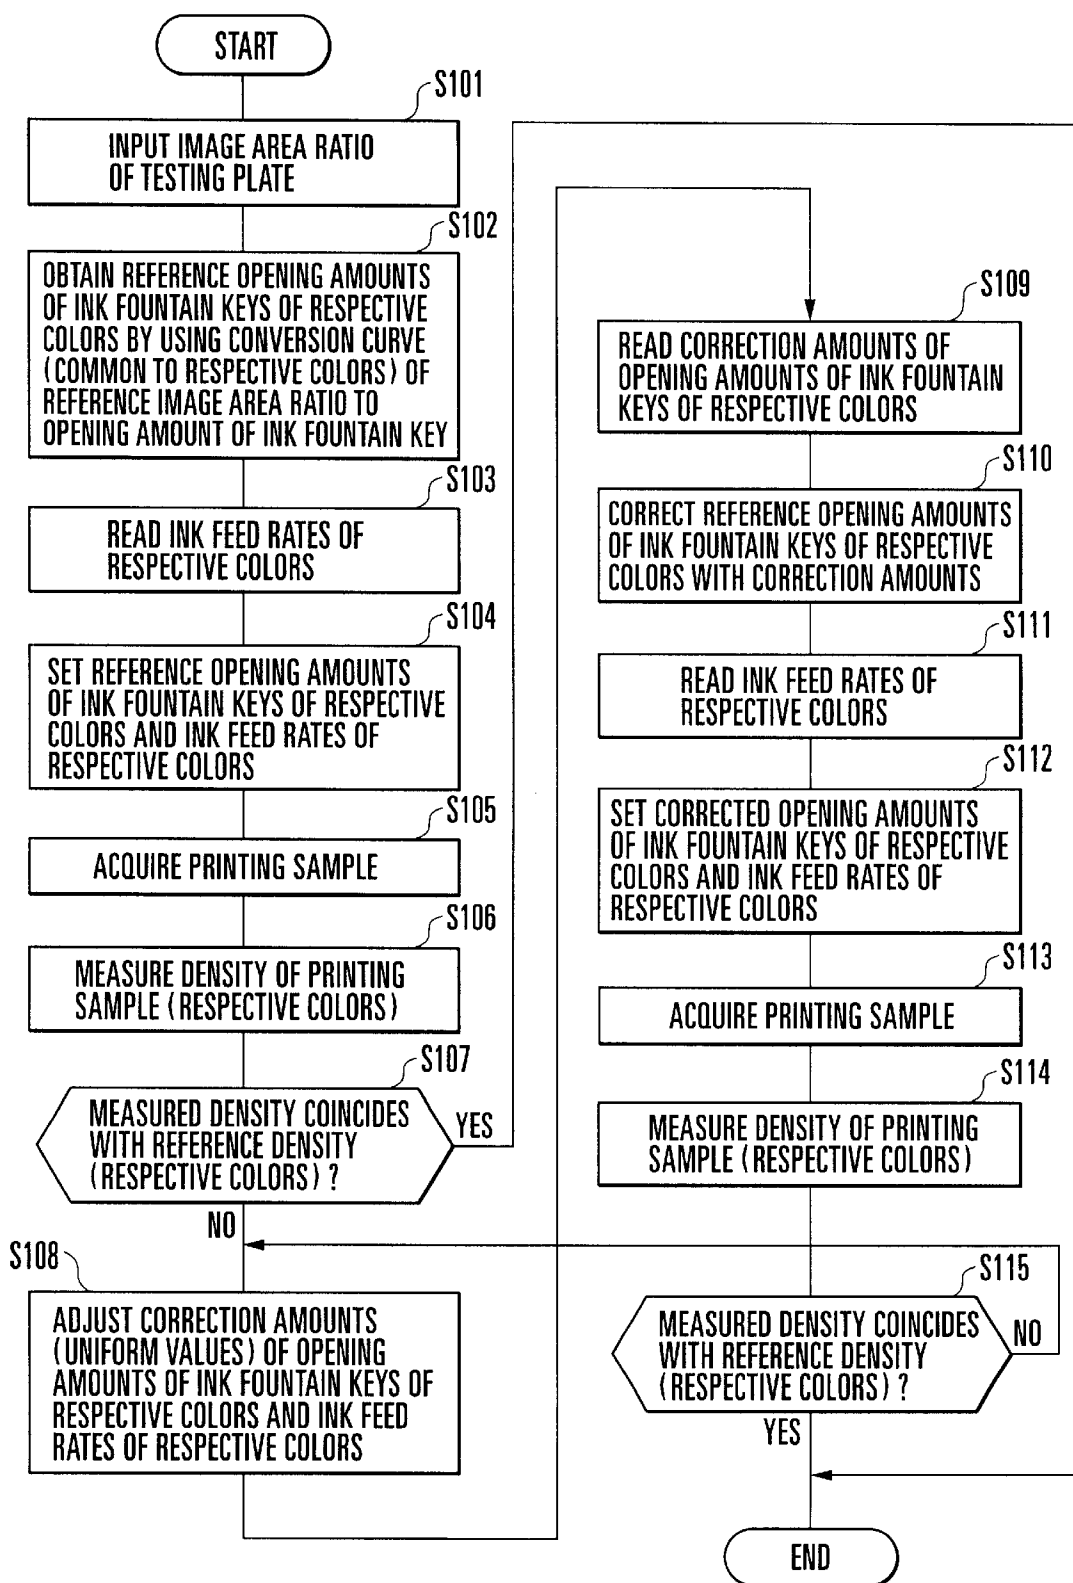 START
S101
INPUT IMAGE AREA RATIO
OF TESTING PLATE
S102
OBTAIN REFERENCE OPENING AMOUNTS
OF INK FOUNTAIN KEYS OF RESPECTIVE
COLORS BY USING CONVERSION CURVE
(COMMON TO RESPECTIVE COLORS) OF
REFERENCE IMAGE AREA RATIO TO
OPENING AMOUNT OF INK FOUNTAIN KEY
S103
READ INK FEED RATES OF
RESPECTIVE COLORS
S104
SET REFERENCE OPENING AMOUNTS
OF INK FOUNTAIN KEYS OF RESPECTIVE
COLORS AND INK FEED RATES OF
RESPECTIVE COLORS
S105
ACQUIRE PRINTING SAMPLE
S106
MEASURE DENSITY OF PRINTING
SAMPLE (RESPECTIVE COLORS)
S107
MEASURED DENSITY COINCIDES
WITH REFERENCE DENSITY
(RESPECTIVE COLORS) ?
YES
NO
S108
ADJUST CORRECTION AMOUNTS
(UNIFORM VALUES) OF OPENING
AMOUNTS OF INK FOUNTAIN KEYS OF
RESPECTIVE COLORS AND INK FEED
RATES OF RESPECTIVE COLORS
S109
READ CORRECTION AMOUNTS OF
OPENING AMOUNTS OF INK FOUNTAIN
KEYS OF RESPECTIVE COLORS
S110
CORRECT REFERENCE OPENING AMOUNTS
OF INK FOUNTAIN KEYS OF RESPECTIVE
COLORS WITH CORRECTION AMOUNTS
S111
READ INK FEED RATES OF
RESPECTIVE COLORS
S112
SET CORRECTED OPENING AMOUNTS
OF INK FOUNTAIN KEYS OF RESPECTIVE
COLORS AND INK FEED RATES OF
RESPECTIVE COLORS
S113
ACQUIRE PRINTING SAMPLE
S114
MEASURE DENSITY OF PRINTING
SAMPLE (RESPECTIVE COLORS)
S115
MEASURED DENSITY COINCIDES
WITH REFERENCE DENSITY
(RESPECTIVE COLORS) ?
NO
YES
END